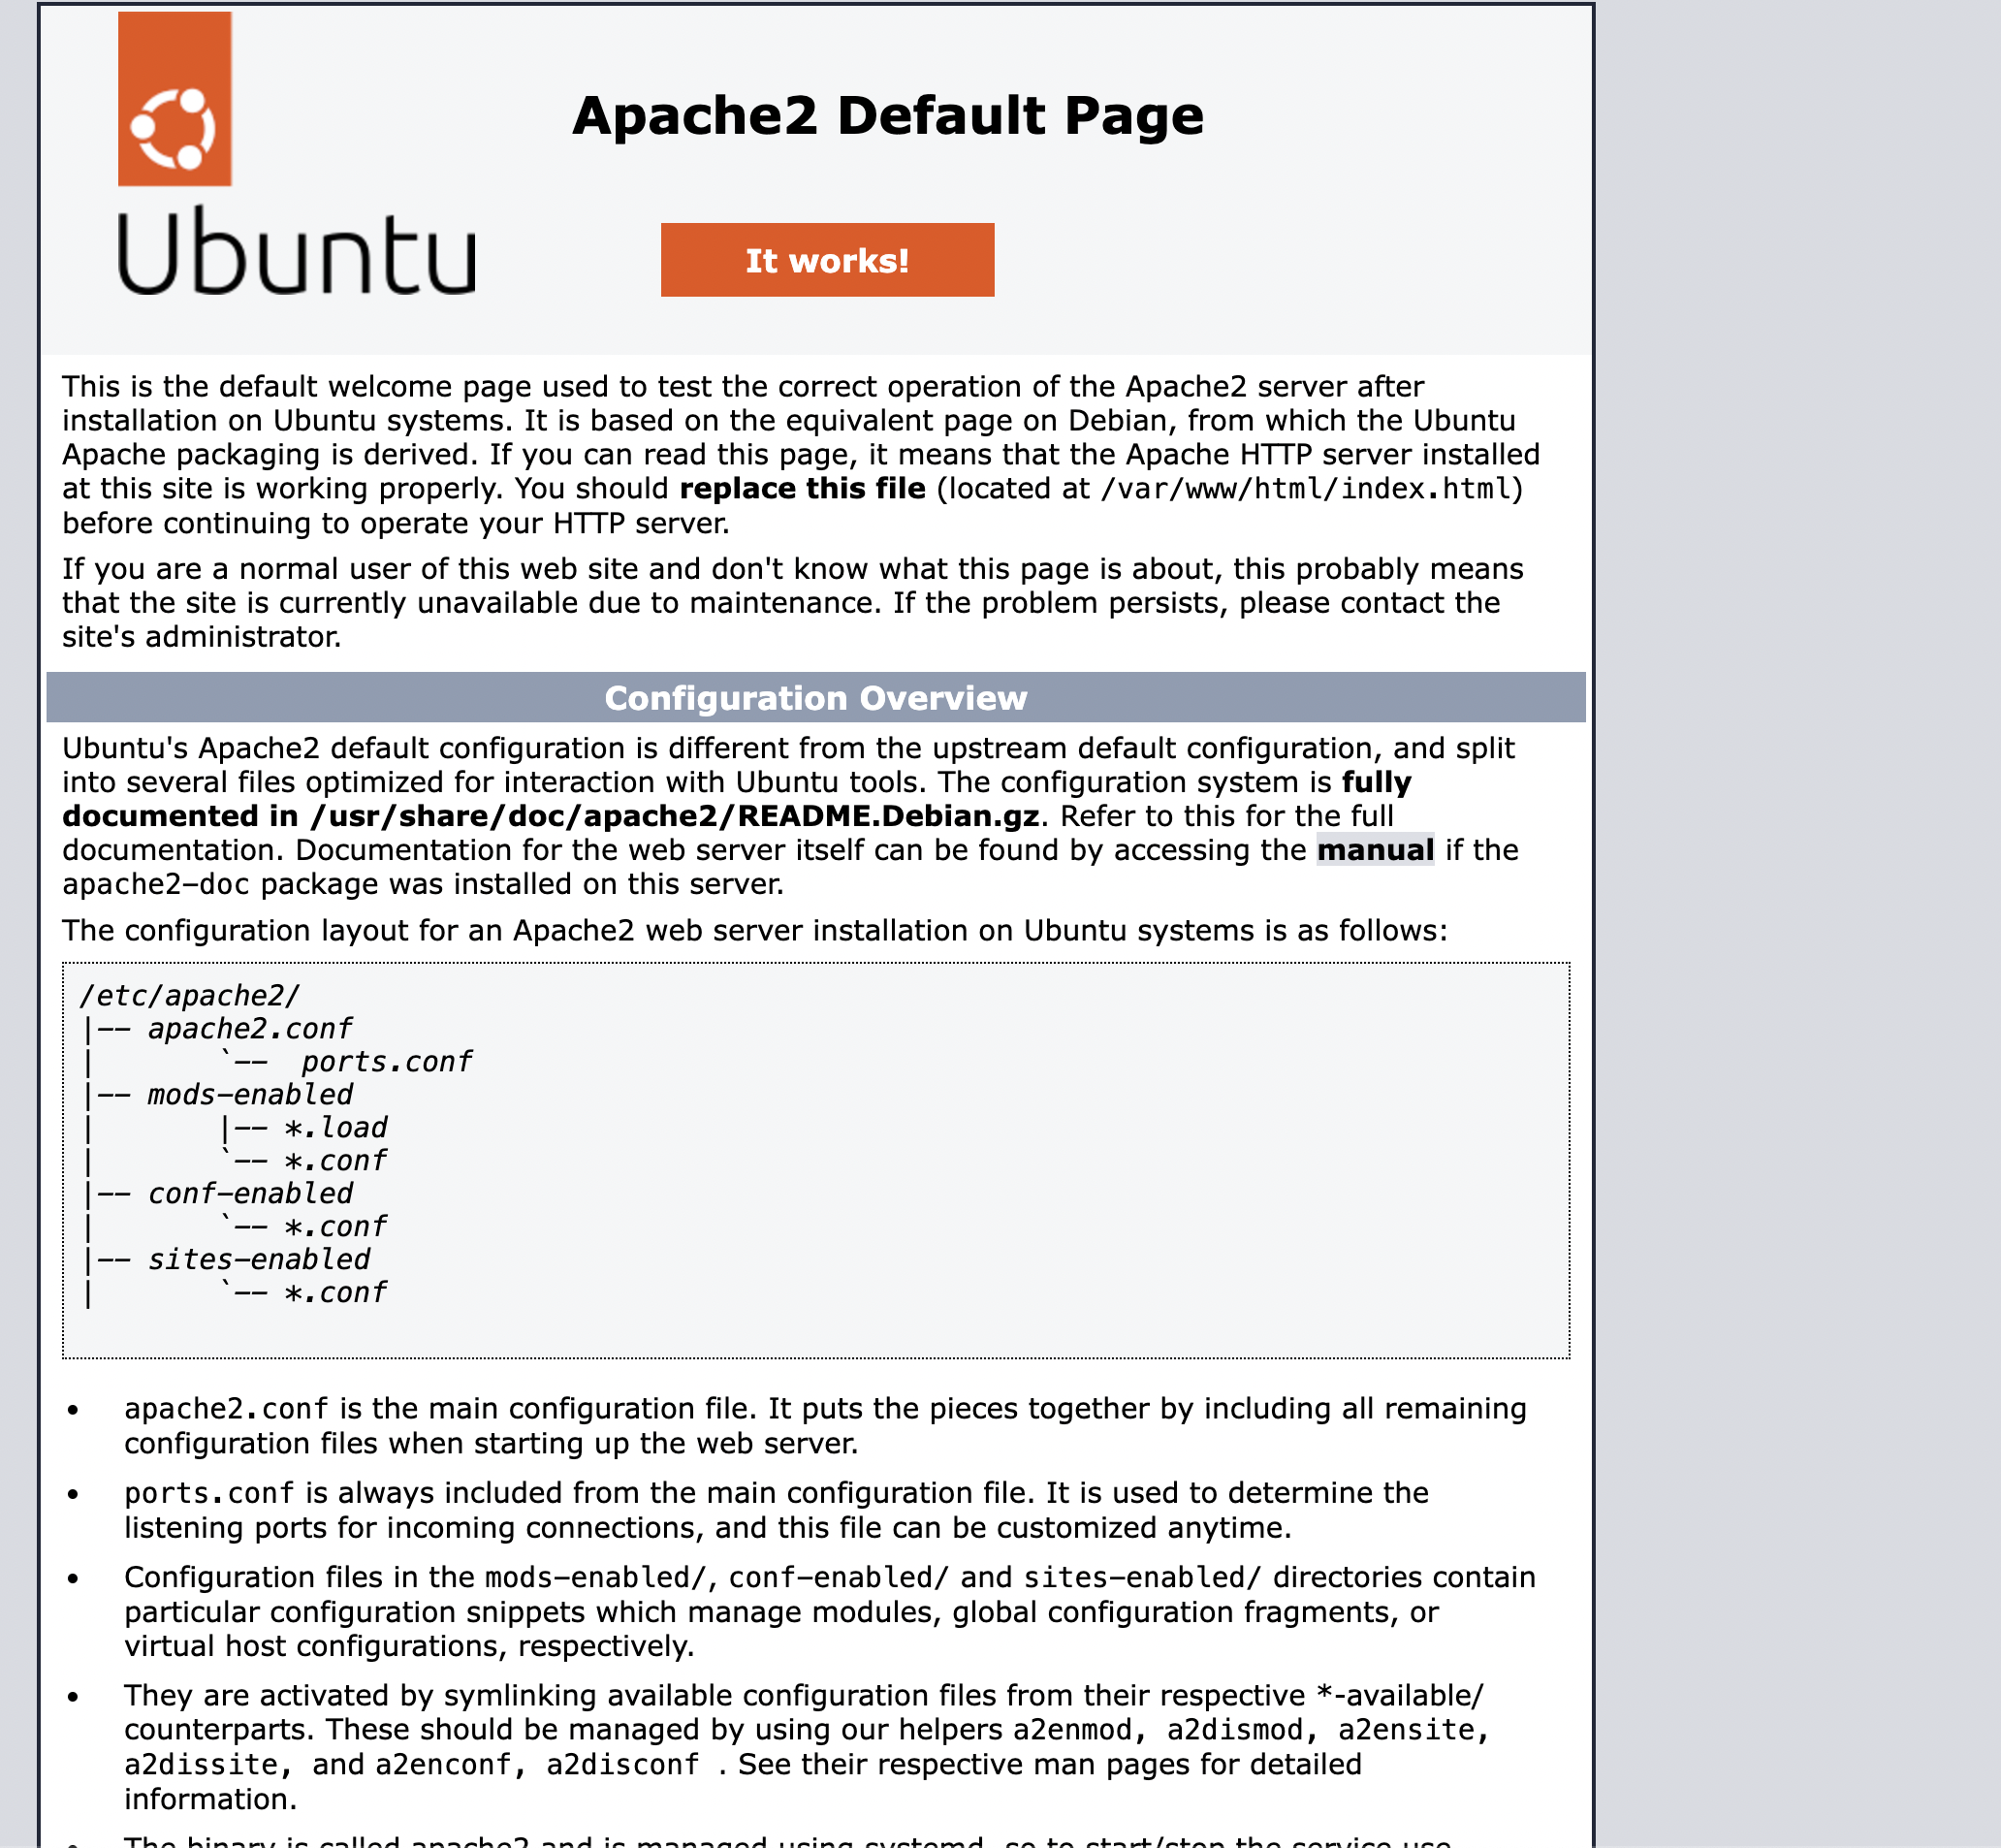 Apache2 Default Page
Ubuntu
It works!
This is the default welcome page used to test the correct operation of the Apache2 server after
installation on Ubuntu systems. It is based on the equivalent page on Debian, from which the Ubuntu
Apache packaging is derived. If you can read this page, it means that the Apache HTTP server installed
at this site is working properly. You should replace this file (located at /var/www/html/index.html)
before continuing to operate your HTTP server.
If you are a normal user of this web site and don't know what this page is about, this probably means
that the site is currently unavailable due to maintenance. If the problem persists, please contact the
site's administrator.
Configuration Overview
Ubuntu's Apache2 default configuration is different from the upstream default configuration, and split
into several files optimized for interaction with Ubuntu tools. The configuration system is fully
documented in /usr/share/doc/apache2/README.Debian.gz. Refer to this for the full
documentation. Documentation for the web server itself can be found by accessing the manual if the
apache2-doc package was installed on this server.
The configuration layout for an Apache2 web server installation on Ubuntu systems is as follows:
/etc/apache2/
|-- apache2.conf
|       `--  ports.conf
|-- mods-enabled
|       |-- *.load
|       `-- *.conf
|-- conf-enabled
|       `-- *.conf
|-- sites-enabled
|       `-- *.conf
• apache2.conf is the main configuration file. It puts the pieces together by including all remaining
configuration files when starting up the web server.
• ports.conf is always included from the main configuration file. It is used to determine the
listening ports for incoming connections, and this file can be customized anytime.
• Configuration files in the mods-enabled/, conf-enabled/ and sites-enabled/ directories contain
particular configuration snippets which manage modules, global configuration fragments, or
virtual host configurations, respectively.
• They are activated by symlinking available configuration files from their respective *-available/
counterparts. These should be managed by using our helpers a2enmod, a2dismod, a2ensite,
a2dissite, and a2enconf, a2disconf . See their respective man pages for detailed
information.
• The binary is called apache2 and is managed using systemd, so to start/stop the service use